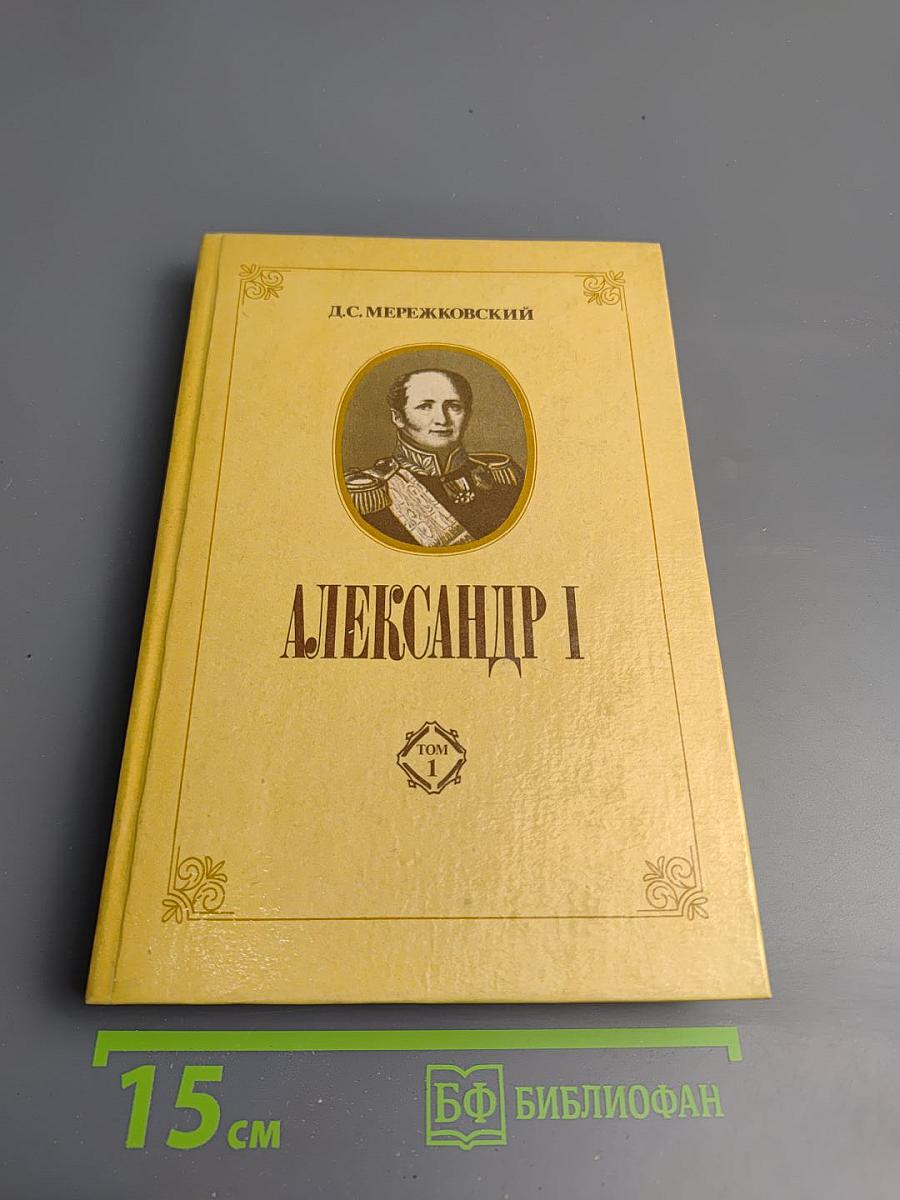 Д.С. МЕРЕЖКОВСКИЙ
АЛЕКСАНДР I
ТОМ
1
15 см
БФ БИБЛИОФАН